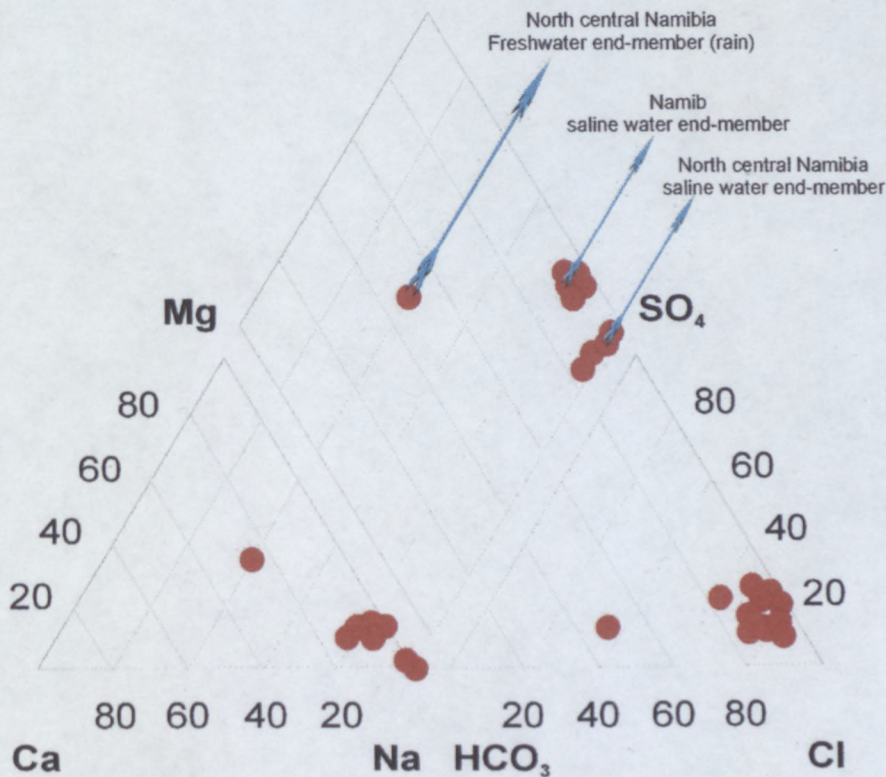 North central Namibia
Freshwater end-member (rain)
Namib
saline water end-member
North central Namibia
saline water end-member
Mg
SO4
80
80
60
60
40
40
20
20
80 60 40 20
20 40 60 80
Ca
Na
HCO3
Cl